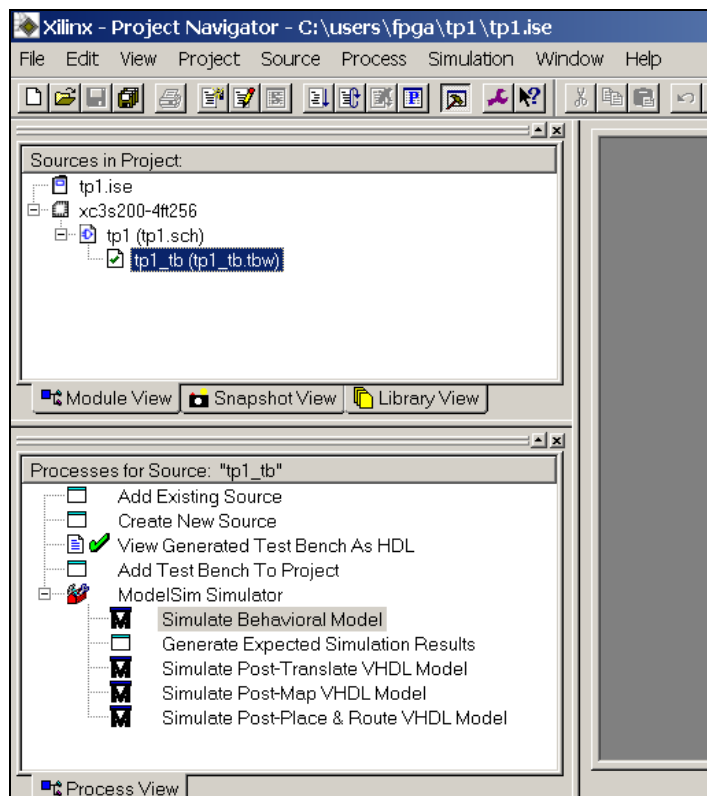 Xilinx - Project Navigator - C:\users\fpga\tp1\tp1.ise
File Edit View Project Source Process Simulation Window Help
Sources in Project:
tp1.ise
xc3s200-4ft256
tp1 (tp1.sch)
tp1_tb (tp1_tb.tbw)
Module View Snapshot View Library View
Processes for Source: "tp1_tb"
Add Existing Source
Create New Source
View Generated Test Bench As HDL
Add Test Bench To Project
ModelSim Simulator
Simulate Behavioral Model
Generate Expected Simulation Results
Simulate Post-Translate VHDL Model
Simulate Post-Map VHDL Model
Simulate Post-Place & Route VHDL Model
Process View